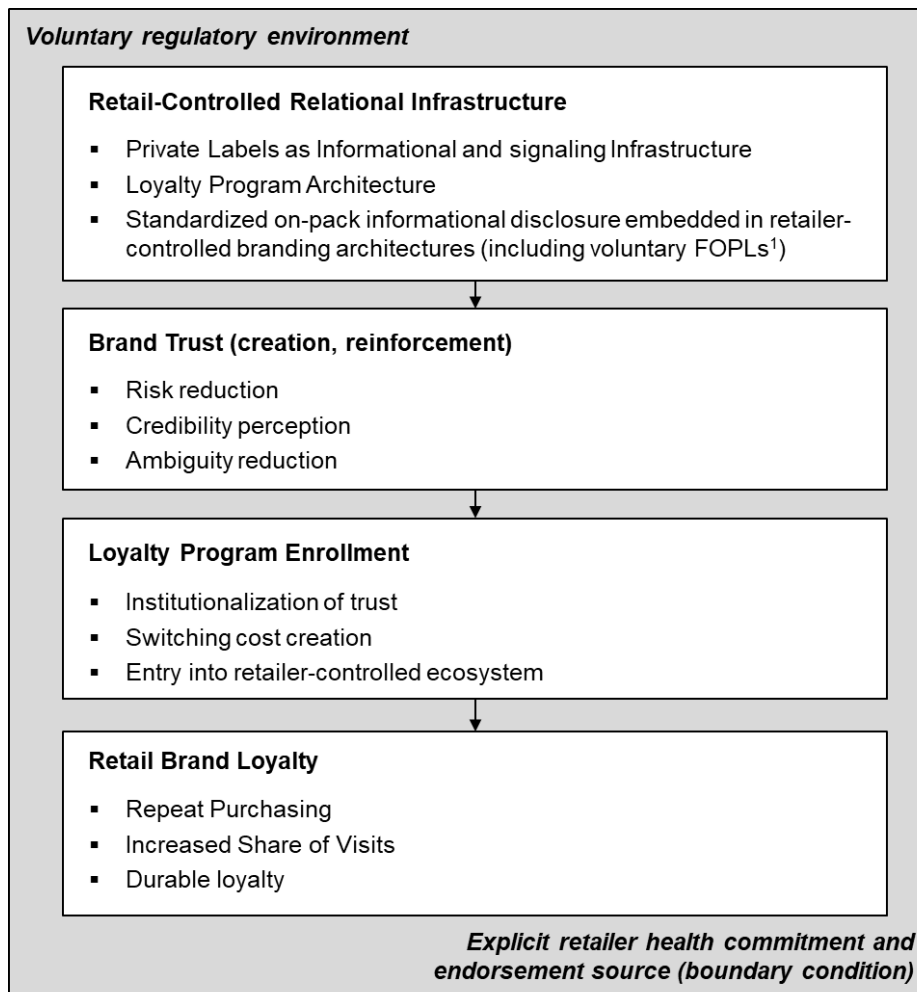 Voluntary regulatory environment
Retail-Controlled Relational Infrastructure
▪ Private Labels as Informational and signaling Infrastructure
▪ Loyalty Program Architecture
▪ Standardized on-pack informational disclosure embedded in retailer-
controlled branding architectures (including voluntary FOPLs¹)
Brand Trust (creation, reinforcement)
▪ Risk reduction
▪ Credibility perception
▪ Ambiguity reduction
Loyalty Program Enrollment
▪ Institutionalization of trust
▪ Switching cost creation
▪ Entry into retailer-controlled ecosystem
Retail Brand Loyalty
▪ Repeat Purchasing
▪ Increased Share of Visits
▪ Durable loyalty
Explicit retailer health commitment and
endorsement source (boundary condition)